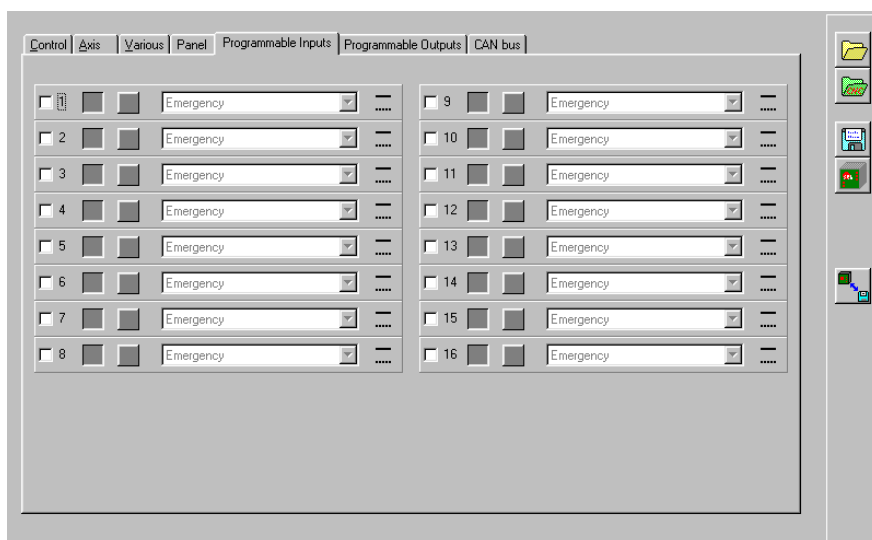 Control Axis Various Panel Programmable Inputs Programmable Outputs CAN bus
1 Emergency 9 Emergency
2 Emergency 10 Emergency
3 Emergency 11 Emergency
4 Emergency 12 Emergency
5 Emergency 13 Emergency
6 Emergency 14 Emergency
7 Emergency 15 Emergency
8 Emergency 16 Emergency